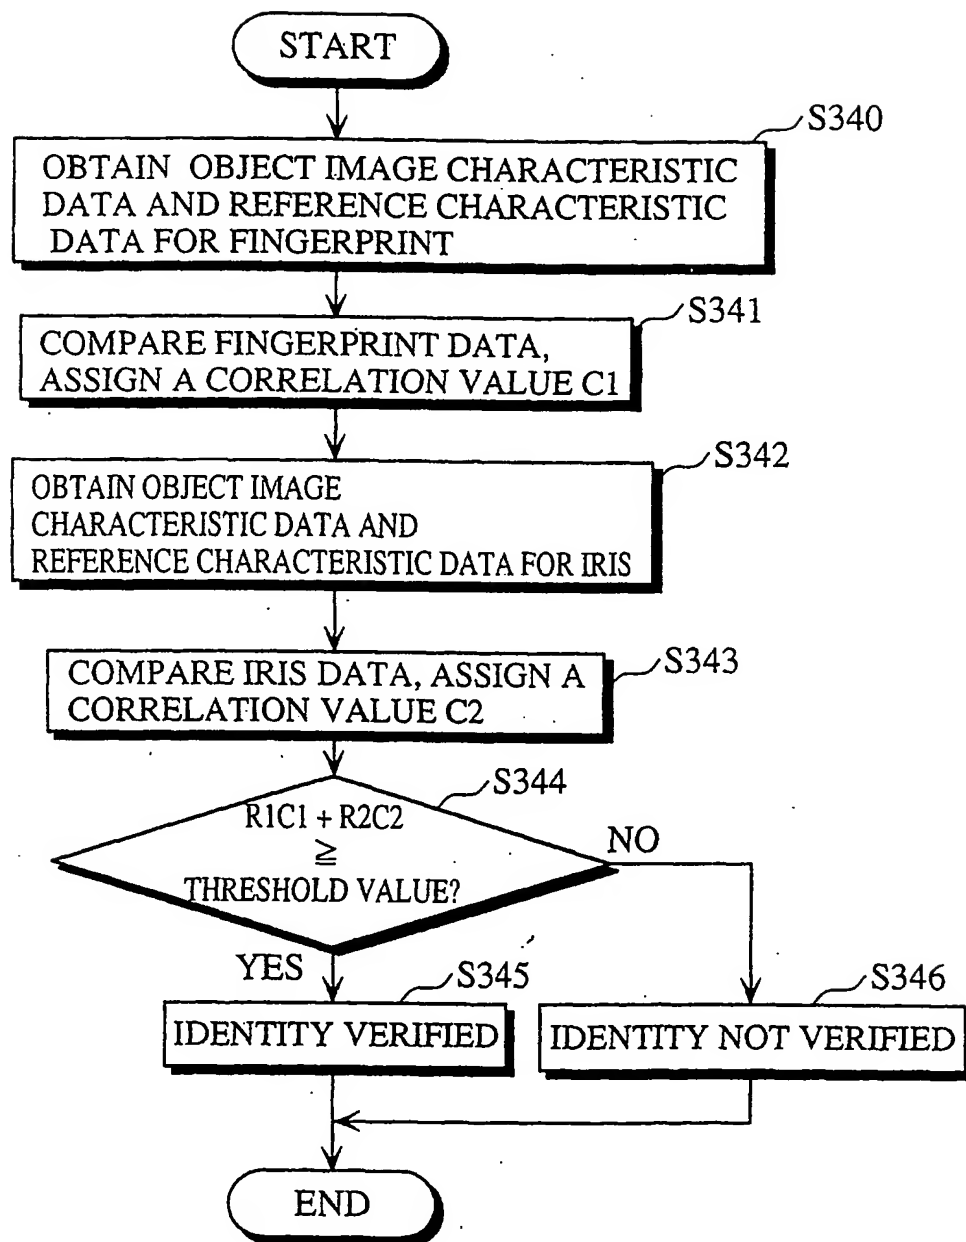 START
S340
OBTAIN OBJECT IMAGE CHARACTERISTIC
DATA AND REFERENCE CHARACTERISTIC
DATA FOR FINGERPRINT
S341
COMPARE FINGERPRINT DATA,
ASSIGN A CORRELATION VALUE C1
S342
OBTAIN OBJECT IMAGE
CHARACTERISTIC DATA AND
REFERENCE CHARACTERISTIC DATA FOR IRIS
S343
COMPARE IRIS DATA, ASSIGN A
CORRELATION VALUE C2
S344
R1C1 + R2C2
≧
THRESHOLD VALUE?
NO
YES
S345
IDENTITY VERIFIED
S346
IDENTITY NOT VERIFIED
END